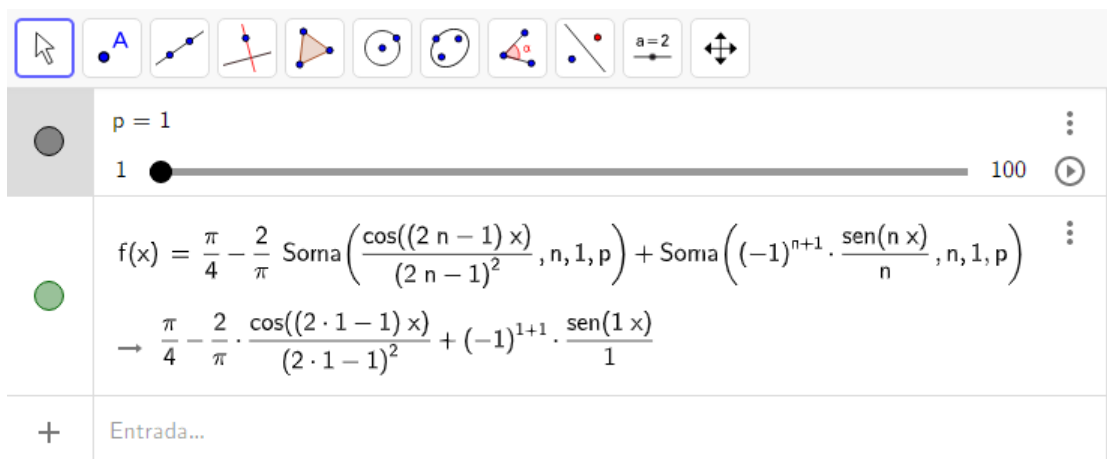 A α a=2
p = 1
1 100
f(x) = π/4 − 2/π Soma(cos((2 n − 1) x)/(2 n − 1)², n, 1, p) + Soma((−1)ⁿ⁺¹ · sen(n x)/n, n, 1, p)
→ π/4 − 2/π · cos((2 · 1 − 1) x)/(2 · 1 − 1)² + (−1)¹⁺¹ · sen(1 x)/1
+ Entrada...